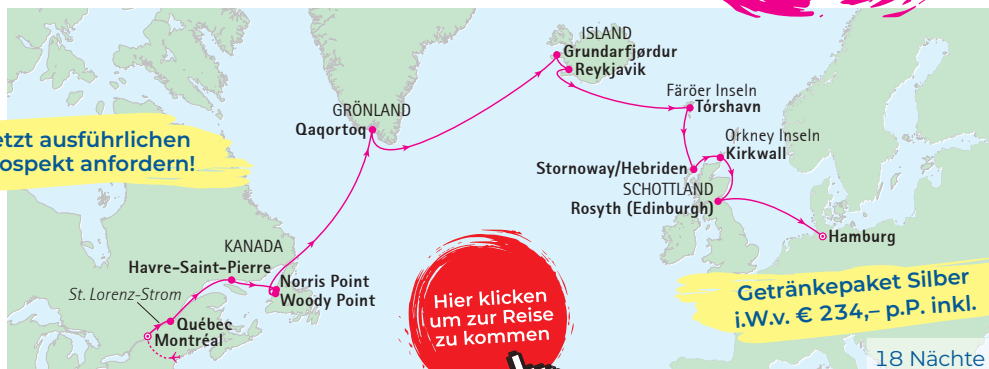 ISLAND
Grundarfjørdur
Reykjavik
Färöer Inseln
Tórshavn
GRÖNLAND
Qaqortoq
etzt ausführlichen
ospekt anfordern!
Orkney Inseln
Kirkwall
Stornoway/Hebriden
SCHOTTLAND
Rosyth (Edinburgh)
Hamburg
KANADA
Havre-Saint-Pierre
Norris Point
Woody Point
St. Lorenz-Strom
Québec
Montréal
Hier klicken
um zur Reise
zu kommen
Getränkepaket Silber
i.W.v. € 234,– p.P. inkl.
18 Nächte